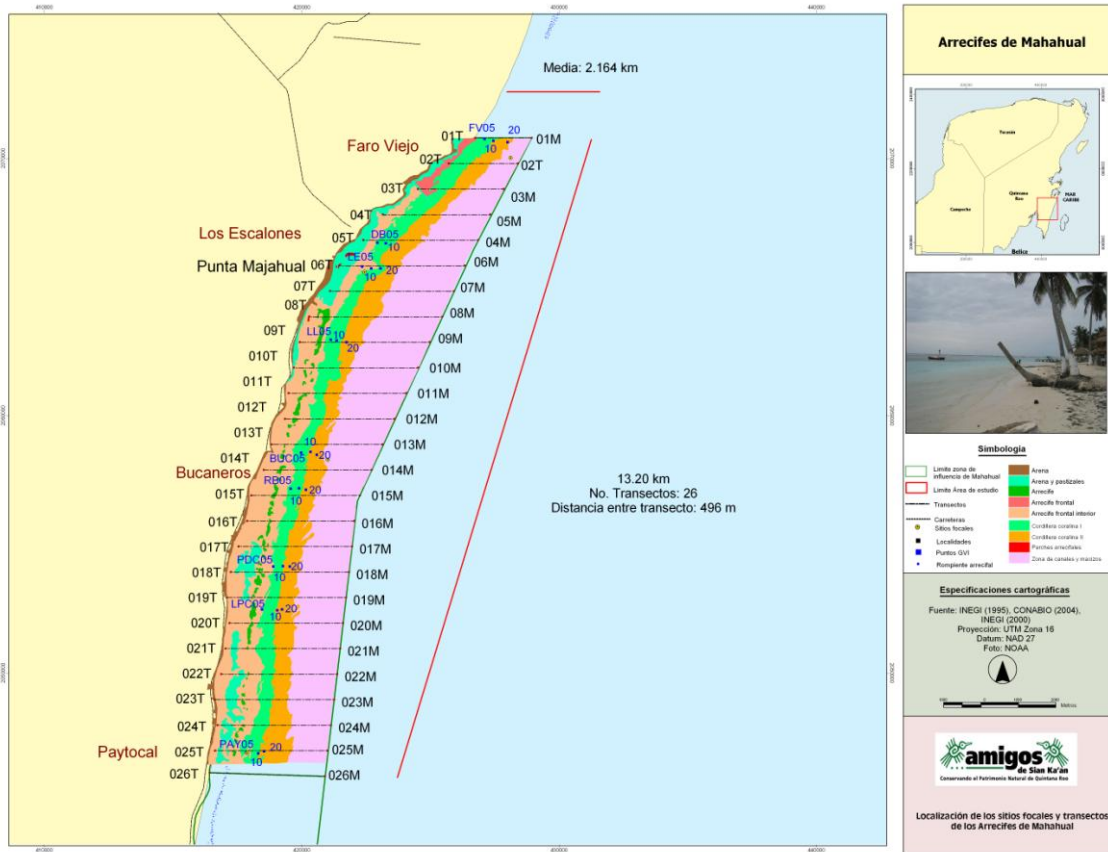 Media: 2.164 km
Faro Viejo
Los Escalones
Punta Majahual
Bucaneros
Paytocal
01T
02T
03T
04T
05T
06T
07T
08T
09T
010T
011T
012T
013T
014T
015T
016T
017T
018T
019T
020T
021T
022T
023T
024T
025T
026T
FV05
20
10
DB05
10
LE05
20
10
LL05
10
20
10
BUC05
20
RB05
20
10
PDC05
20
10
LPC05
20
10
PAY05
20
10
01M
02T
03M
05M
04M
06M
07M
08M
09M
010M
011M
012M
013M
014M
015M
016M
017M
018M
019M
020M
021M
022M
023M
024M
025M
026M
13.20 km
No. Transectos: 26
Distancia entre transecto: 496 m
Arrecifes de Mahahual
Yucatán
Campeche
Quintana
Roo
MAR
CARIBE
Belice
Simbología
Limite zona de
influencia de Mahahual
Limite Área de estudio
Transectos
Carreteras
Sitios focales
Localidades
Puntos GVI
Rompiente arrecifal
Arena
Arena y pastizales
Arrecife
Arrecife frontal
Arrecife frontal interior
Cordillera coralina I
Cordillera coralina II
Parches arrecifales
Zona de canales y macizos
Especificaciones cartográficas
Fuente: INEGI (1995), CONABIO (2004),
INEGI (2000)
Proyección: UTM Zona 16
Datum: NAD 27
Foto: NOAA
Metros
amigos
de Sian Ka'an
Conservando el Patrimonio Natural de Quintana Roo
Localización de los sitios focales y transectos
de los Arrecifes de Mahahual